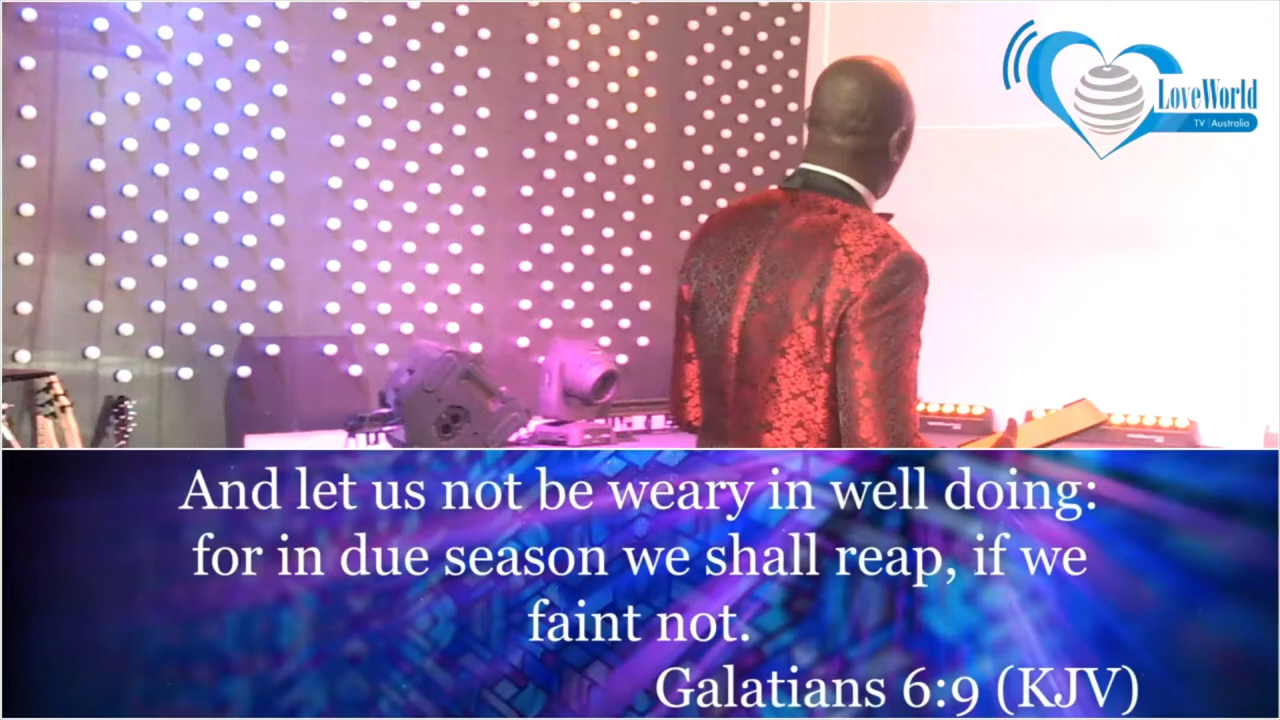 LoveWorld
TV | Australia
And let us not be weary in well doing:
for in due season we shall reap, if we
faint not.
Galatians 6:9 (KJV)